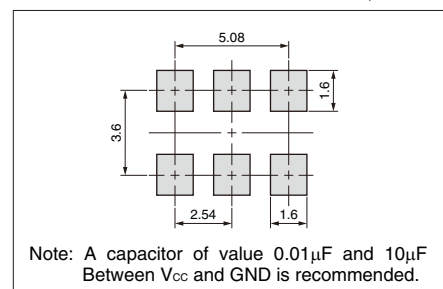 5.08
1.6
3.6
2.54
1.6
Note: A capacitor of value 0.01μF and 10μF
Between Vcc and GND is recommended.